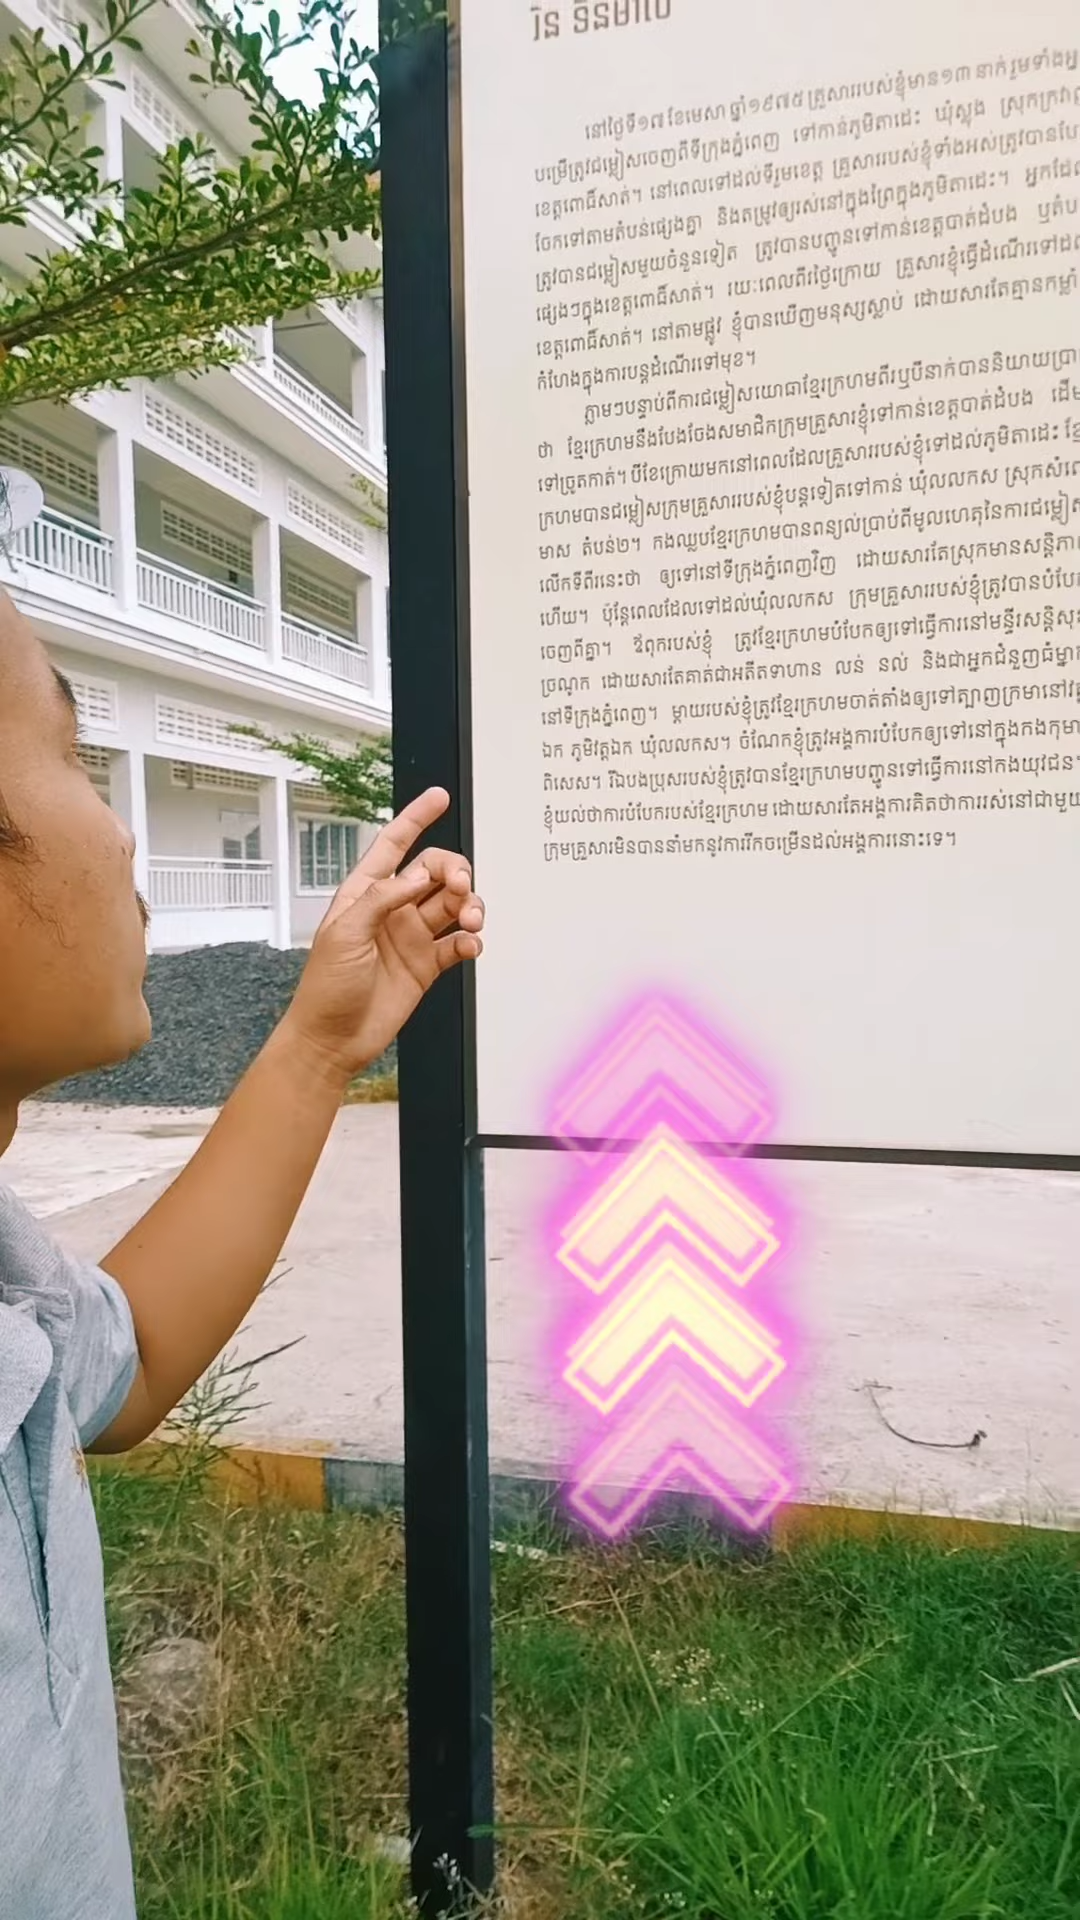 រិន ទីនមាលី
នៅថ្ងៃទី១៧ ខែមេសា ឆ្នាំ១៩៧៥ គ្រួសាររបស់ខ្ញុំមាន១៣ នាក់ រួមទាំងអ្នក
បម្រើត្រូវជម្លៀសចេញពីទីក្រុងភ្នំពេញ ទៅកាន់ភូមិតាដេះ ឃុំស្លុង ស្រុកក្រវាញ
ខេត្តពោធិ៍សាត់។ នៅពេលទៅដល់ទីរួមខេត្ត គ្រួសាររបស់ខ្ញុំទាំងអស់ត្រូវបានបែ
ចែកទៅតាមតំបន់ផ្សេងគ្នា និងតម្រូវឲ្យរស់នៅក្នុងព្រៃក្នុងភូមិតាដេះ។ អ្នកដែល
ត្រូវបានជម្លៀសមួយចំនួនទៀត ត្រូវបានបញ្ជូនទៅកាន់ខេត្តបាត់ដំបង ឬតំប
ផ្សេងៗក្នុងខេត្តពោធិ៍សាត់។ រយៈពេលពីរថ្ងៃក្រោយ គ្រួសារខ្ញុំធ្វើដំណើរទៅដល់
ខេត្តពោធិ៍សាត់។ នៅតាមផ្លូវ ខ្ញុំបានឃើញមនុស្សស្លាប់ ដោយសារតែគ្មានកម្លាំ
កំហែងក្នុងការបន្តដំណើរទៅមុខ។
ភ្លាមៗបន្ទាប់ពីការជម្លៀសយោធាខ្មែរក្រហមពីរឬបីនាក់បាននិយាយប្រា
ថា ខ្មែរក្រហមនឹងបែងចែងសមាជិកក្រុមគ្រួសារខ្ញុំទៅកាន់ខេត្តបាត់ដំបង ដើម
ទៅច្រូតកាត់។ បីខែក្រោយមកនៅពេលដែលគ្រួសាររបស់ខ្ញុំទៅដល់ភូមិតាដេះ ខ្មែ
ក្រហមបានជម្លៀសក្រុមគ្រួសាររបស់ខ្ញុំបន្តទៀតទៅកាន់ ឃុំលលកស ស្រុកសំពៅ
មាស តំបន់២។ កងឈ្លបខ្មែរក្រហមបានពន្យល់ប្រាប់ពីមូលហេតុនៃការជម្លៀស
លើកទីពីរនេះថា ឲ្យទៅនៅទីក្រុងភ្នំពេញវិញ ដោយសារតែស្រុកមានសន្តិភាព
ហើយ។ ប៉ុន្តែពេលដែលទៅដល់ឃុំលលកស ក្រុមគ្រួសាររបស់ខ្ញុំត្រូវបានបំបែក
ចេញពីគ្នា។ ឪពុករបស់ខ្ញុំ ត្រូវខ្មែរក្រហមបំបែកឲ្យទៅធ្វើការនៅមន្ទីរសន្តិសុខ
ច្រណូក ដោយសារតែគាត់ជាអតីតទាហាន លន់ នល់ និងជាអ្នកជំនួញធំម្នាក់
នៅទីក្រុងភ្នំពេញ។ ម្តាយរបស់ខ្ញុំត្រូវខ្មែរក្រហមចាត់តាំងឲ្យទៅត្បាញក្រមានៅវត្ត
ឯក ភូមិវត្តឯក ឃុំលលកស។ ចំណែកខ្ញុំត្រូវអង្គការបំបែកឲ្យទៅនៅក្នុងកងកុមា
ពិសេស។ រីឯបងប្រុសរបស់ខ្ញុំត្រូវបានខ្មែរក្រហមបញ្ជូនទៅធ្វើការនៅកងយុវជន។
ខ្ញុំយល់ថាការបំបែករបស់ខ្មែរក្រហម ដោយសារតែអង្គការគិតថាការរស់នៅជាមួយ
ក្រុមគ្រួសារមិនបាននាំមកនូវការរីកចម្រើនដល់អង្គការនោះទេ។